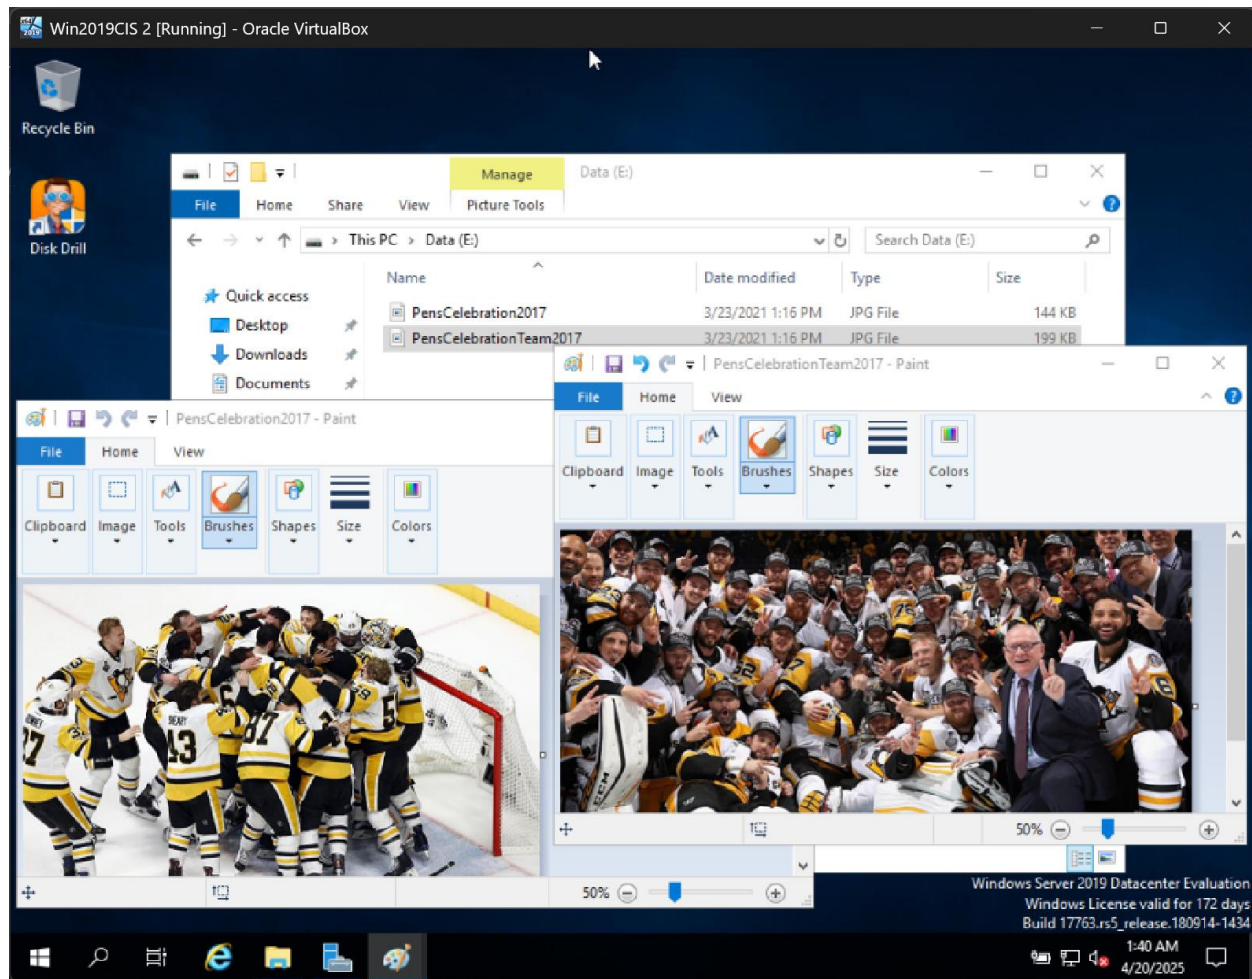 Win2019CIS 2 [Running] - Oracle VirtualBox
Recycle Bin
Disk Drill
Manage
Data (E:)
File Home Share View Picture Tools
This PC > Data (E:)
Search Data (E:)
Name Date modified Type Size
Quick access
Desktop
Downloads
Documents
PensCelebration2017 3/23/2021 1:16 PM JPG File 144 KB
PensCelebrationTeam2017 3/23/2021 1:16 PM JPG File 199 KB
PensCelebrationTeam2017 - Paint
File Home View
Clipboard Image Tools Brushes Shapes Size Colors
PensCelebration2017 - Paint
File Home View
Clipboard Image Tools Brushes Shapes Size Colors
SHEARY
43
87
37
50%
50%
Windows Server 2019 Datacenter Evaluation
Windows License valid for 172 days
Build 17763.rs5_release.180914-1434
1:40 AM
4/20/2025